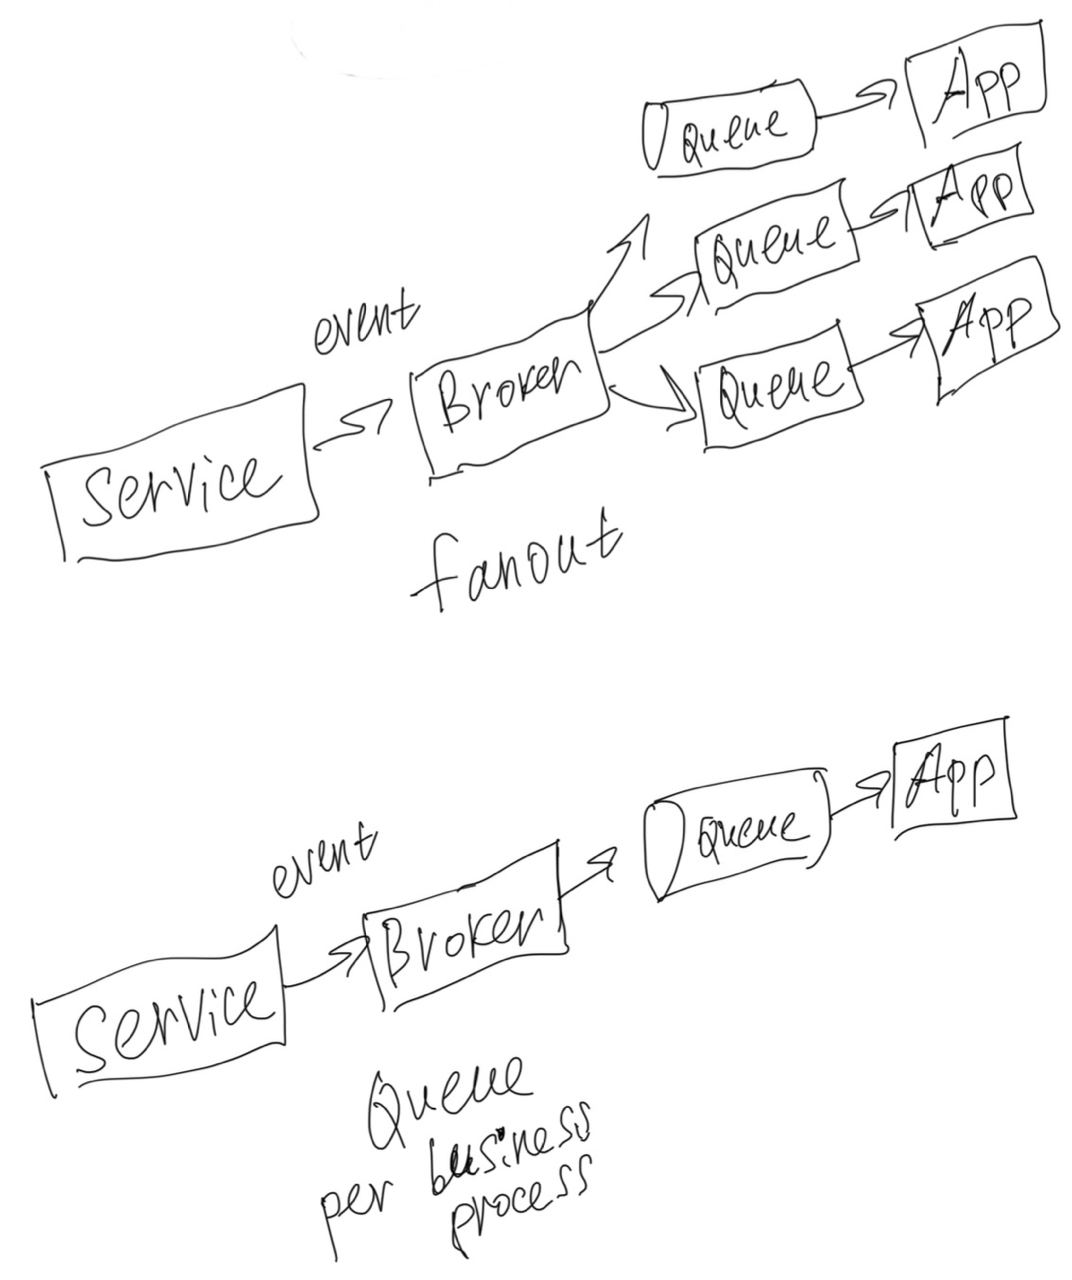 Queue
App
Queue
App
event
Broker
Queue
App
Service
fanout
Queue
App
event
Broker
Service
Queue
per business
process